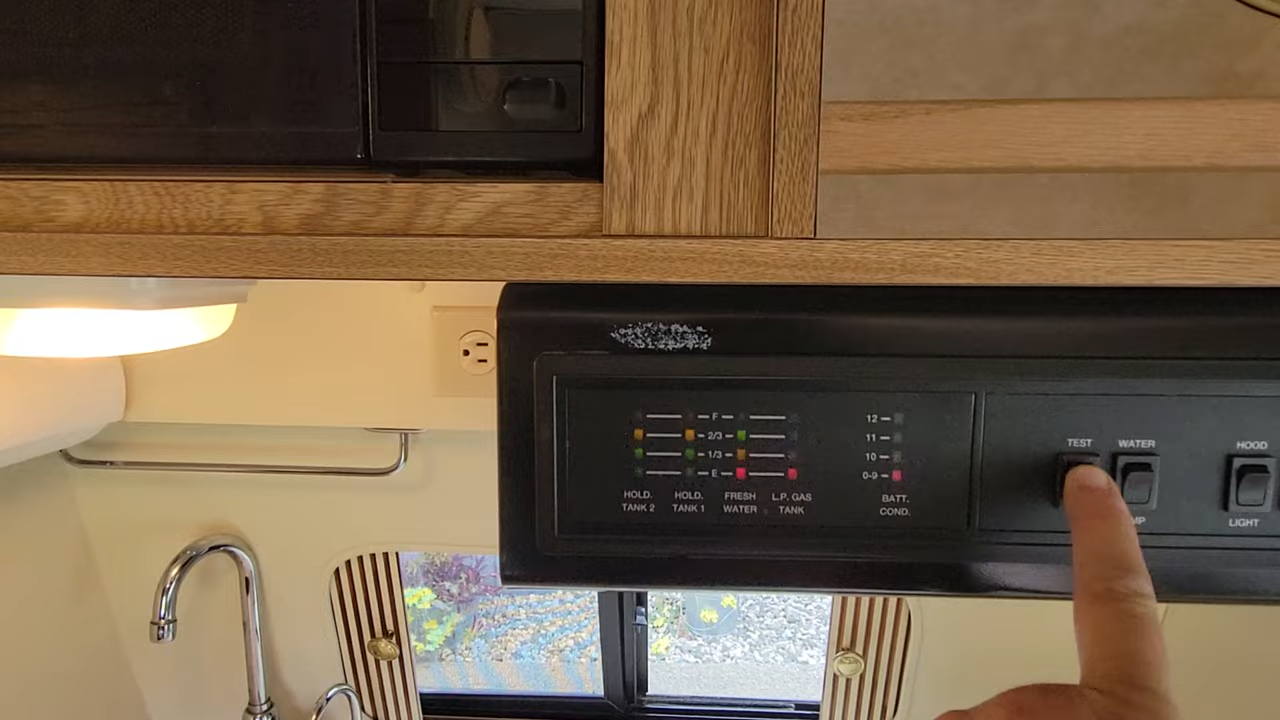 F
2/3
1/3
E
HOLD. TANK 2
HOLD. TANK 1
FRESH WATER
L.P. GAS TANK
12
11
10
0-9
BATT. COND.
TEST
WATER
HOOD
LIGHT